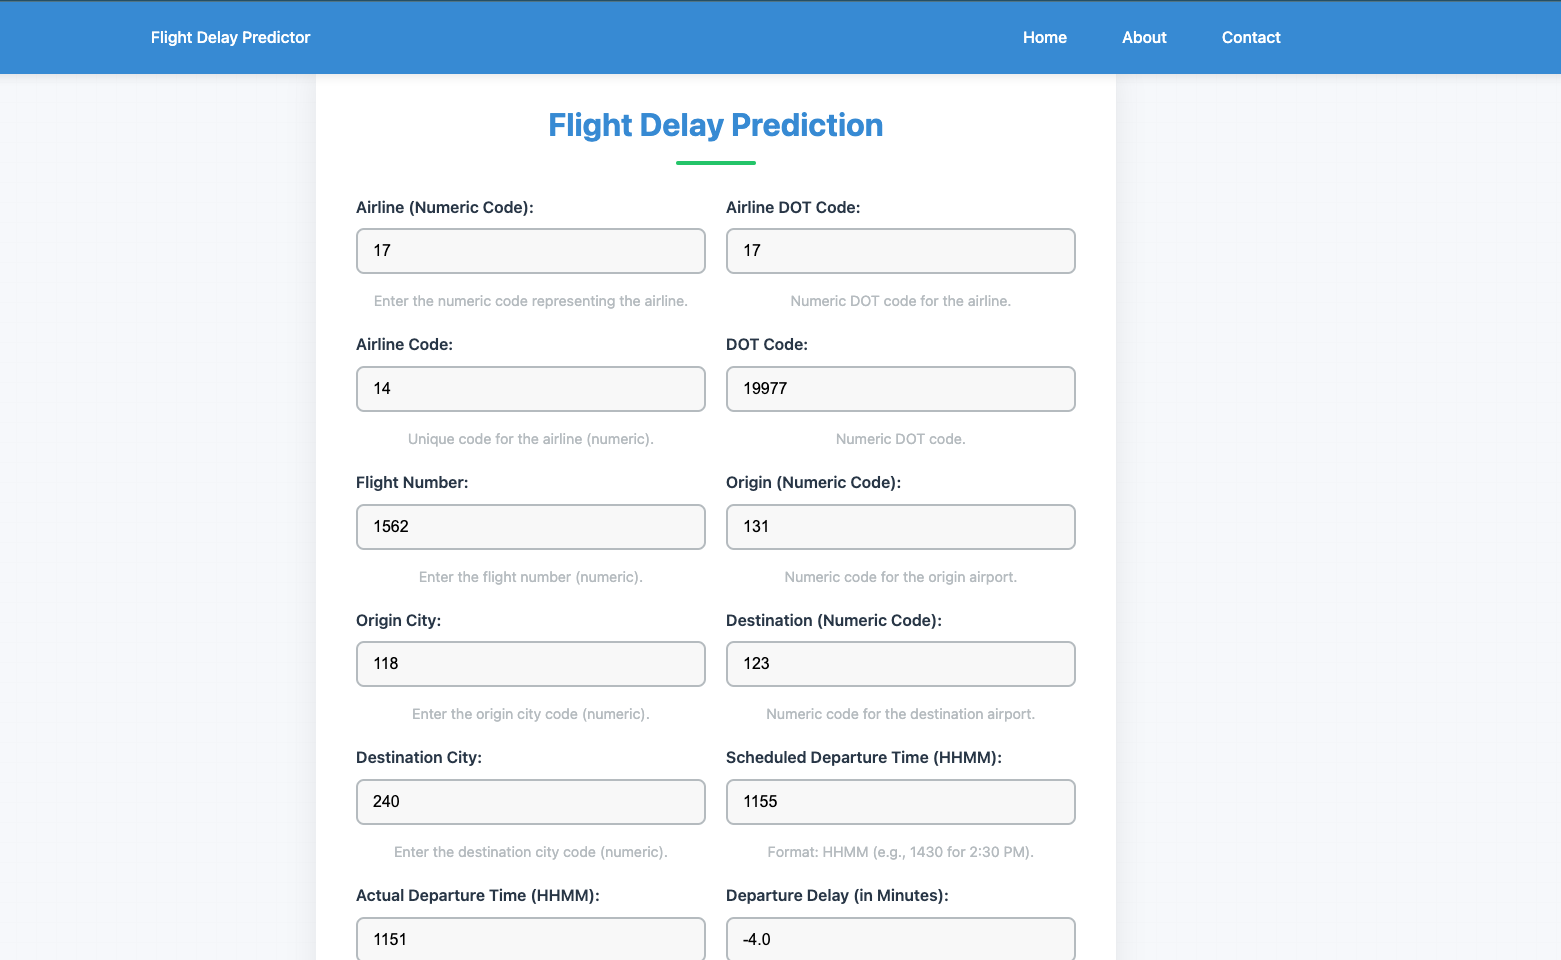 Flight Delay Predictor
Home
About
Contact
Flight Delay Prediction
Airline (Numeric Code):
17
Enter the numeric code representing the airline.
Airline DOT Code:
17
Numeric DOT code for the airline.
Airline Code:
14
Unique code for the airline (numeric).
DOT Code:
19977
Numeric DOT code.
Flight Number:
1562
Enter the flight number (numeric).
Origin (Numeric Code):
131
Numeric code for the origin airport.
Origin City:
118
Enter the origin city code (numeric).
Destination (Numeric Code):
123
Numeric code for the destination airport.
Destination City:
240
Enter the destination city code (numeric).
Scheduled Departure Time (HHMM):
1155
Format: HHMM (e.g., 1430 for 2:30 PM).
Actual Departure Time (HHMM):
1151
Departure Delay (in Minutes):
-4.0